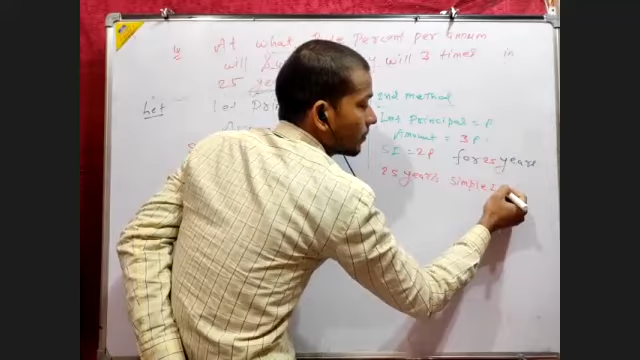 Q At what Rate Percent per annum
will will 3 times in
25 years
Let
2nd method
Let Principal = P
Amount = 3P
SI = 2P for 25 years
25 years Simple